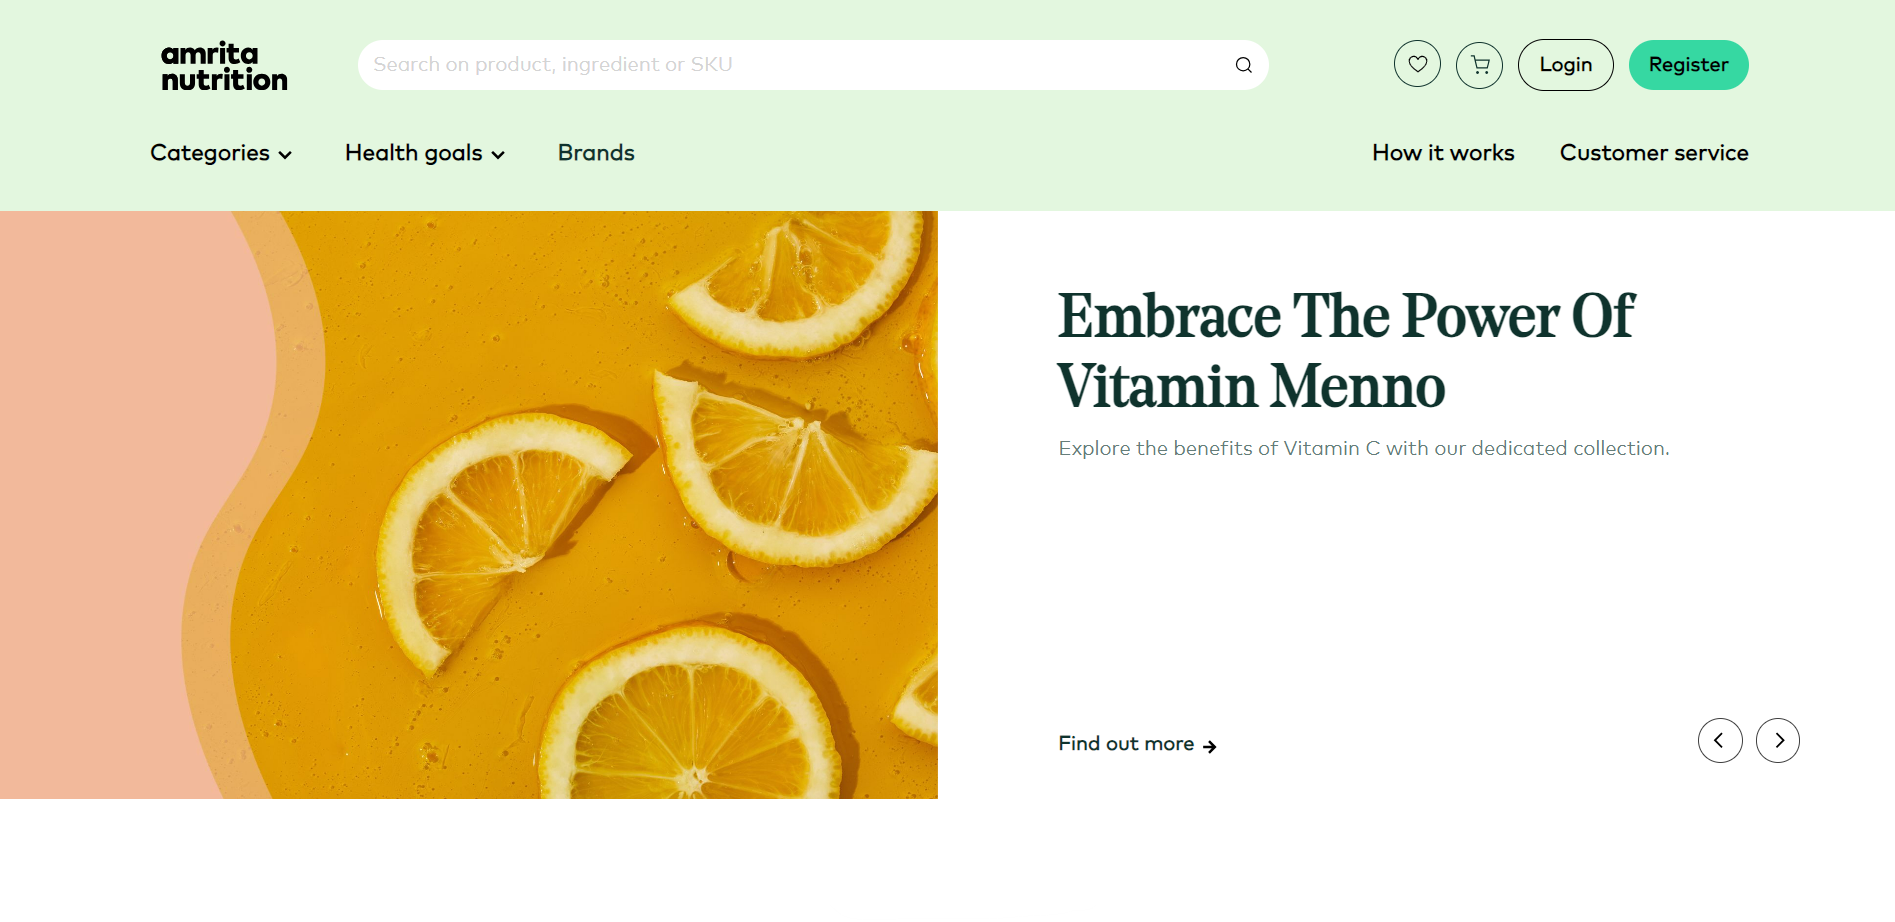 amrita
nutrition
Search on product, ingredient or SKU
Login
Register
Categories
Health goals
Brands
How it works
Customer service
Embrace The Power Of
Vitamin Menno
Explore the benefits of Vitamin C with our dedicated collection.
Find out more